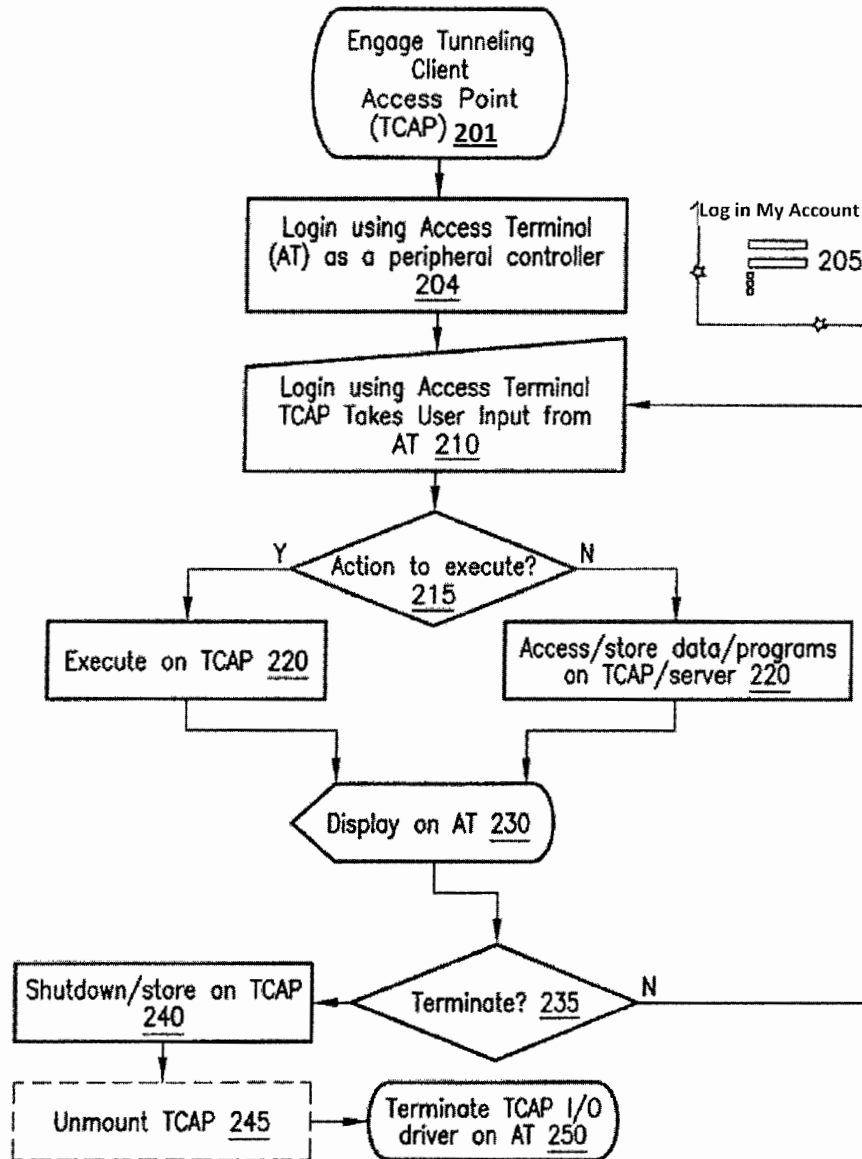 Engage Tunneling
Client
Access Point
(TCAP) 201
Login using Access Terminal
(AT) as a peripheral controller
204
Log in My Account
205
Login using Access Terminal
TCAP Takes User Input from
AT 210
Y
Action to execute?
215
N
Execute on TCAP 220
Access/store data/programs
on TCAP/server 220
Display on AT 230
Shutdown/store on TCAP
240
Terminate? 235
N
Unmount TCAP 245
Terminate TCAP I/O
driver on AT 250